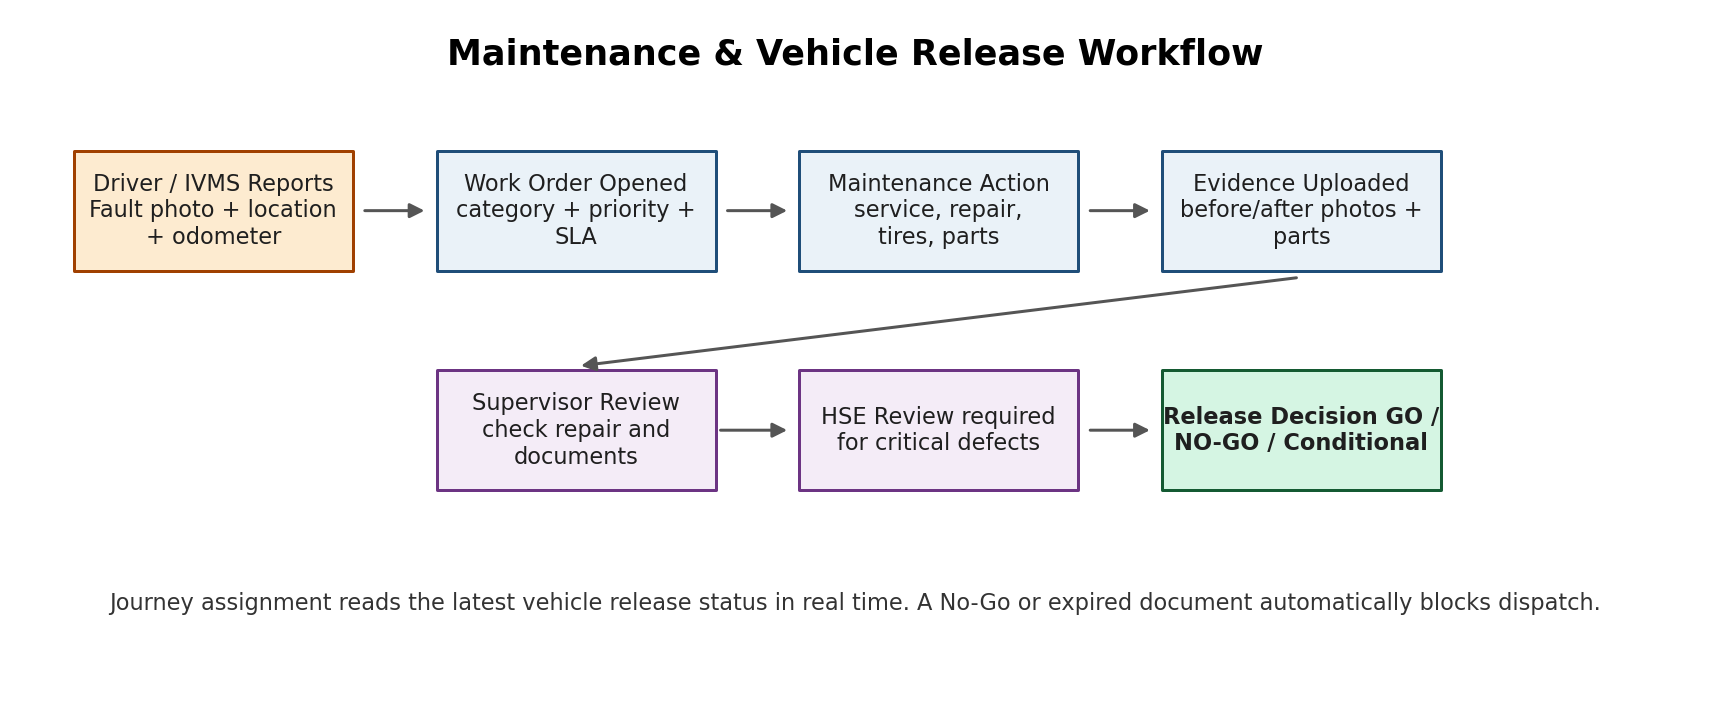 Maintenance & Vehicle Release Workflow
Driver / IVMS Reports
Fault photo + location
+ odometer
Work Order Opened
category + priority +
SLA
Maintenance Action
service, repair,
tires, parts
Evidence Uploaded
before/after photos +
parts
Supervisor Review
check repair and
documents
HSE Review required
for critical defects
Release Decision GO /
NO-GO / Conditional
Journey assignment reads the latest vehicle release status in real time. A No-Go or expired document automatically blocks dispatch.